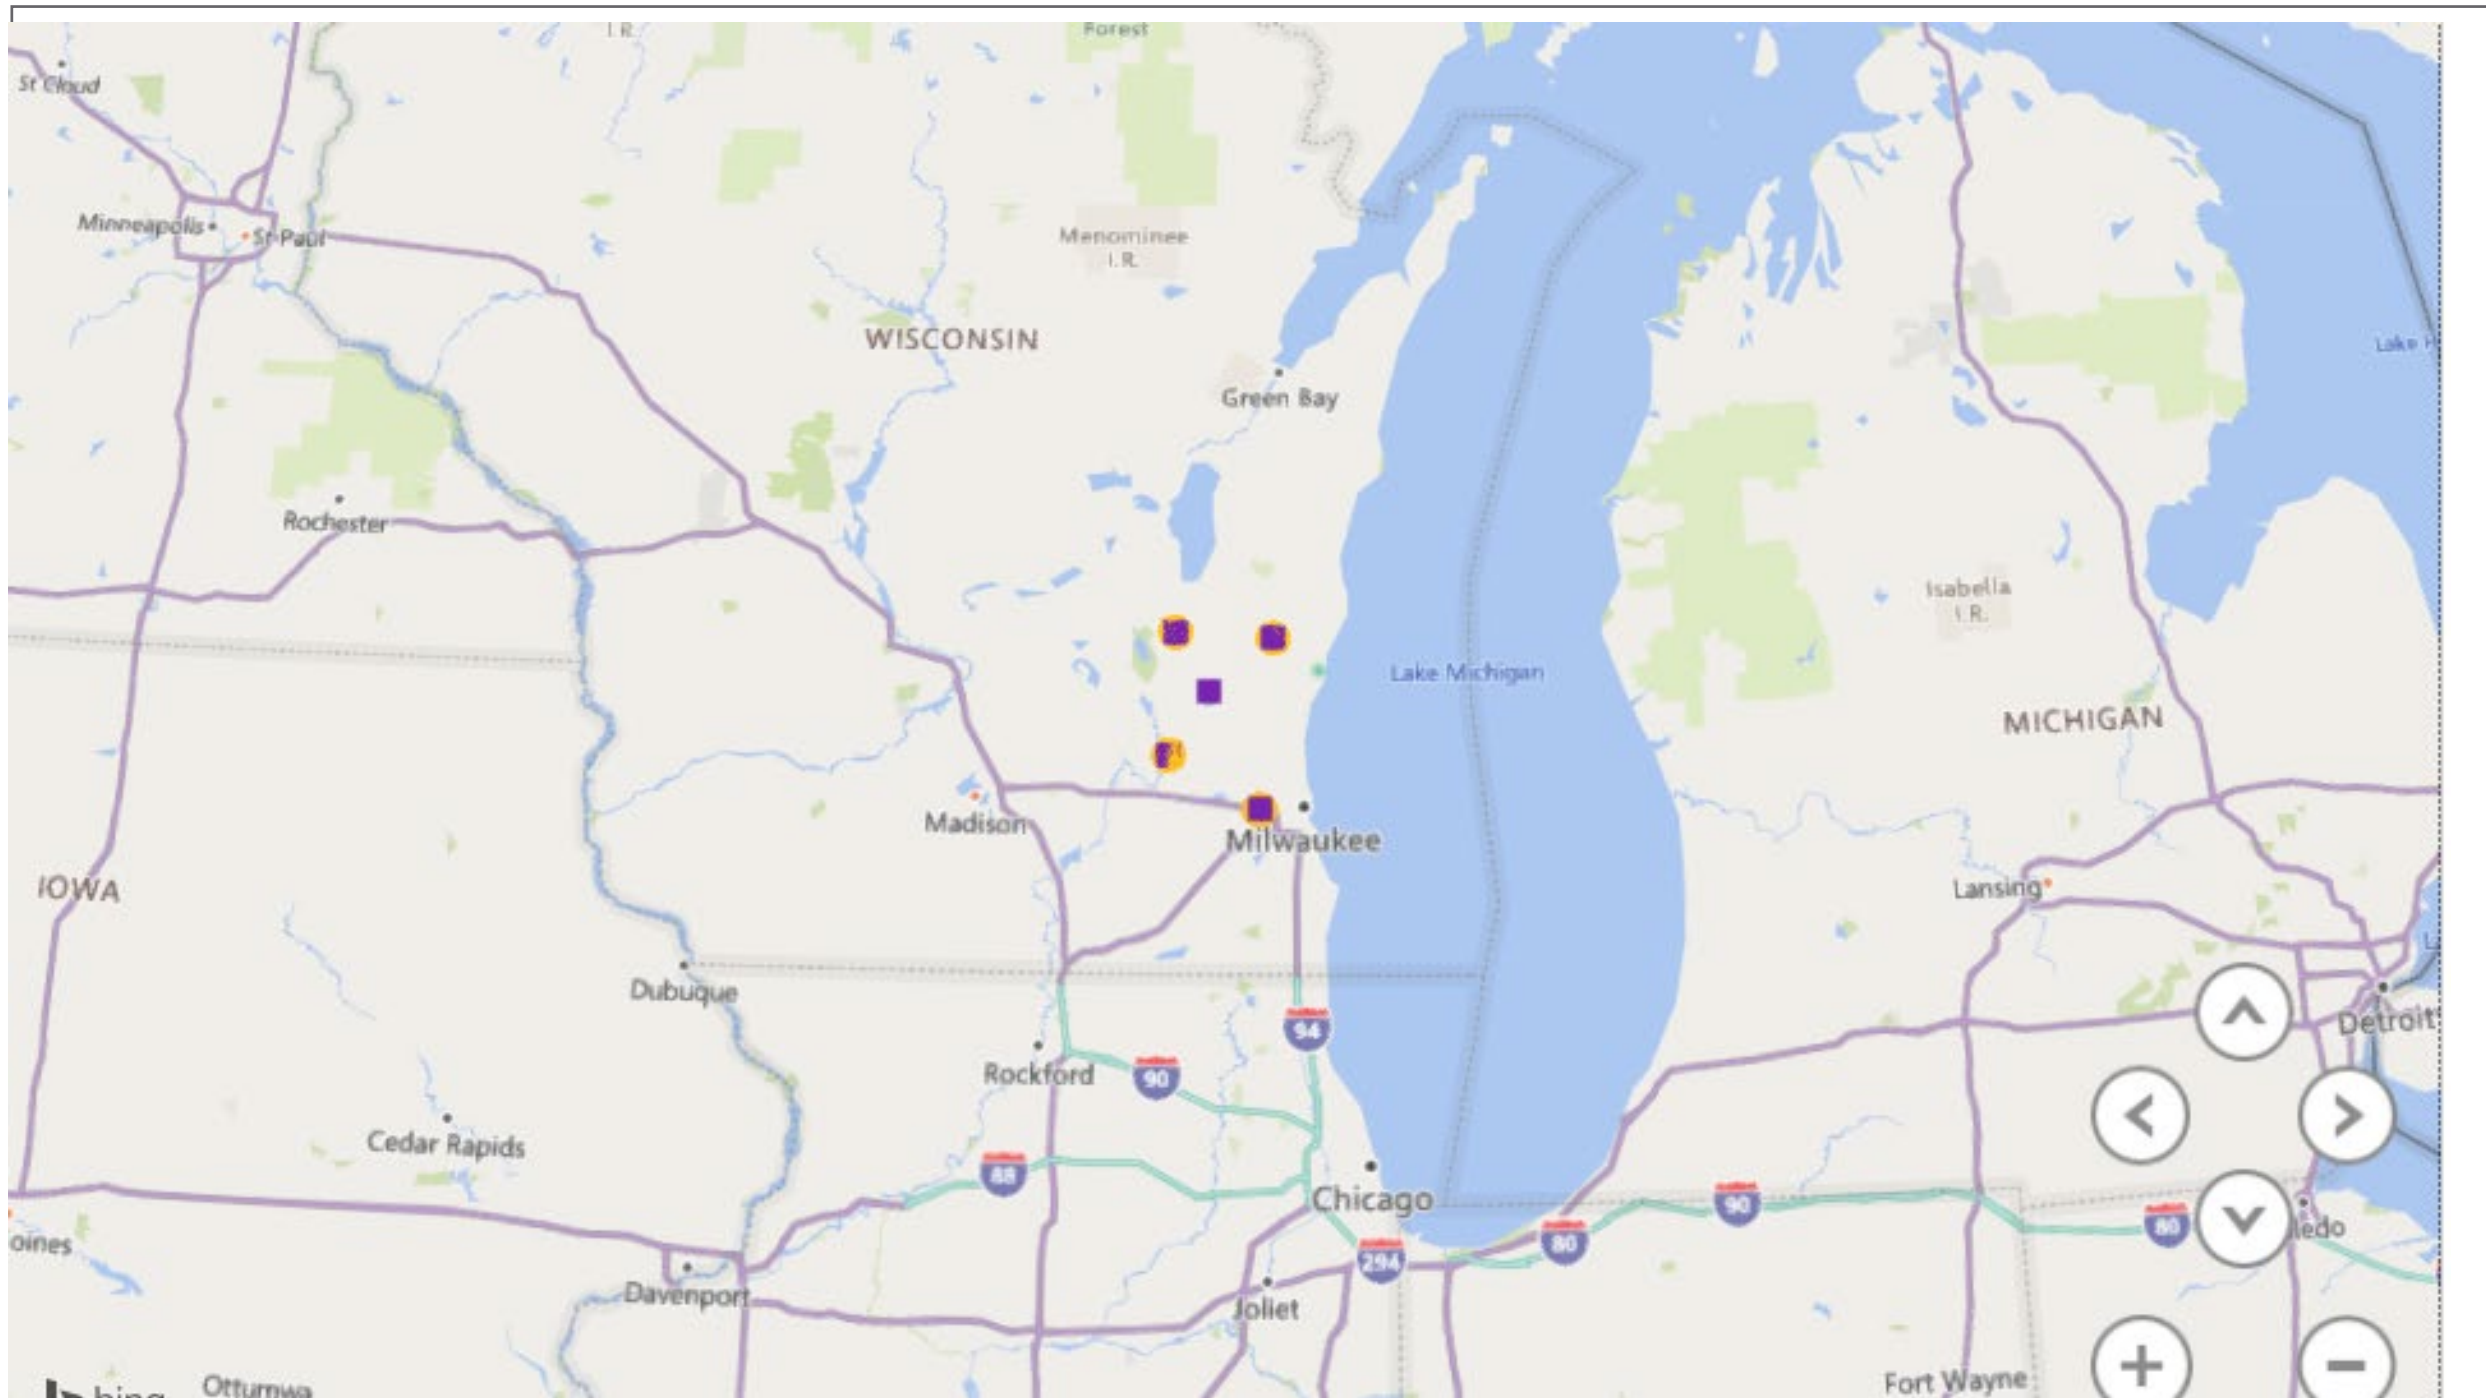 I.R.
Forest
St Cloud
Minneapolis
St Paul
Menominee
I.R.
WISCONSIN
Lake
Green Bay
Rochester
Isabella
I.R.
Lake Michigan
MICHIGAN
Madison
Milwaukee
IOWA
Lansing
Dubuque
94
Detroit
Rockford
90
Cedar Rapids
88
Chicago
90
80
80
ledo
oines
294
Davenport
Joliet
Fort Wayne
Ottumwa
bing